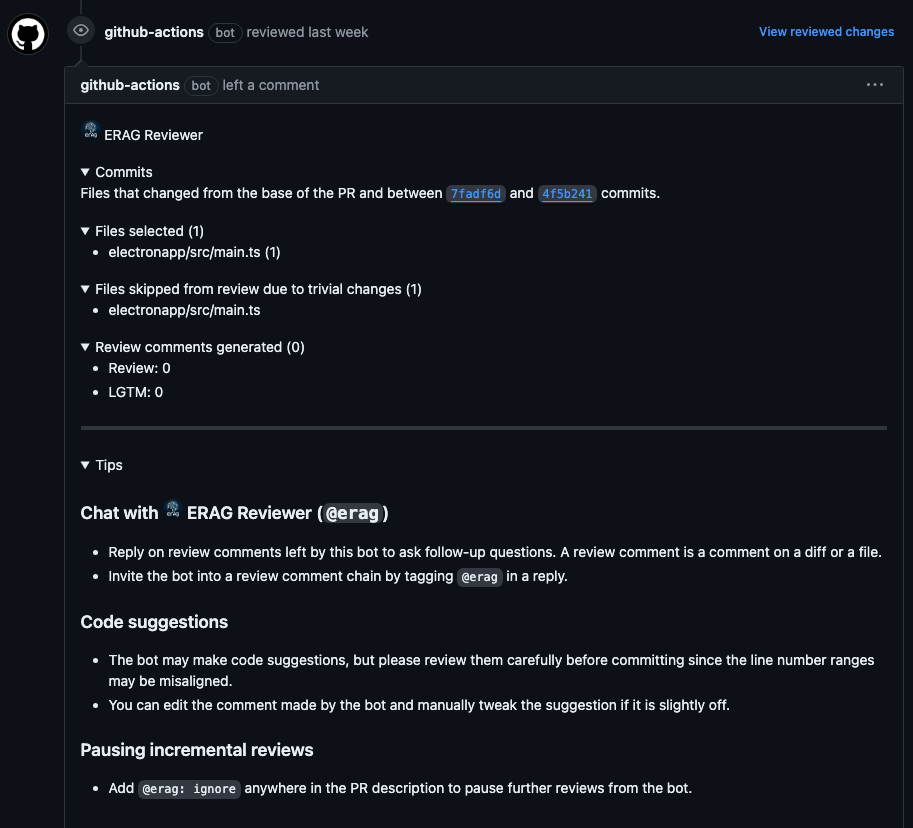 github-actions bot reviewed last week View reviewed changes
github-actions bot left a comment
erag ERAG Reviewer
▼ Commits
Files that changed from the base of the PR and between 7fadf6d and 4f5b241 commits.
▼ Files selected (1)
• electronapp/src/main.ts (1)
▼ Files skipped from review due to trivial changes (1)
• electronapp/src/main.ts
▼ Review comments generated (0)
• Review: 0
• LGTM: 0
▼ Tips
Chat with erag ERAG Reviewer (@erag)
• Reply on review comments left by this bot to ask follow-up questions. A review comment is a comment on a diff or a file.
• Invite the bot into a review comment chain by tagging @erag in a reply.
Code suggestions
• The bot may make code suggestions, but please review them carefully before committing since the line number ranges
may be misaligned.
• You can edit the comment made by the bot and manually tweak the suggestion if it is slightly off.
Pausing incremental reviews
• Add @erag: ignore anywhere in the PR description to pause further reviews from the bot.